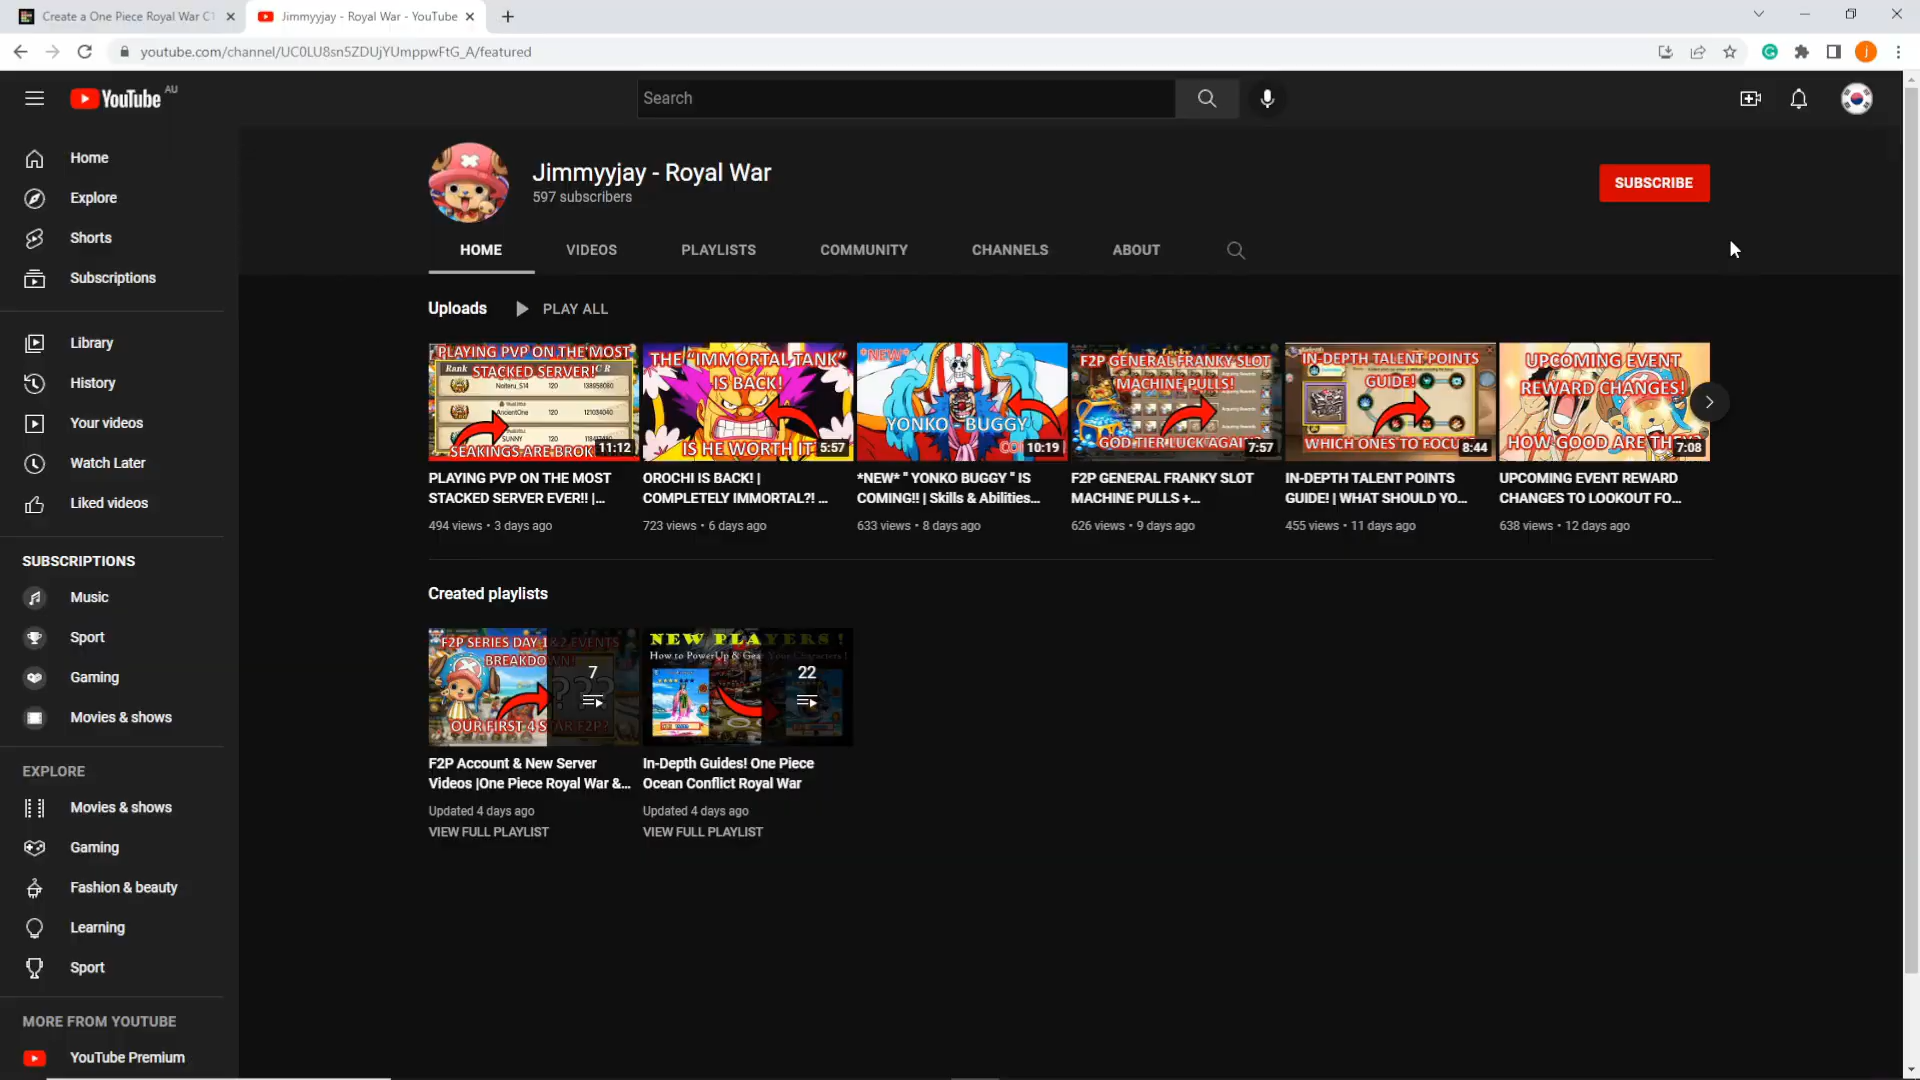 Create a One Piece Royal War C
Jimmyyjay - Royal War - YouTube
youtube.com/channel/UC0LU8sn5ZDUjYUmppwFtG_A/featured
YouTube AU
Search
Home
Explore
Shorts
Subscriptions
Library
History
Your videos
Watch Later
Liked videos
SUBSCRIPTIONS
Music
Sport
Gaming
Movies & shows
EXPLORE
Movies & shows
Gaming
Fashion & beauty
Learning
Sport
MORE FROM YOUTUBE
YouTube Premium
Jimmyyjay - Royal War
597 subscribers
SUBSCRIBE
HOME VIDEOS PLAYLISTS COMMUNITY CHANNELS ABOUT
Uploads PLAY ALL
PLAYING PVP ON THE MOST
STACKED SERVER!
Rank
Noiteru_S14 120 138958080
AncientOne 120 121034040
SUNNY 120
SEAKINGS ARE BROK
11:12
PLAYING PVP ON THE MOST
STACKED SERVER EVER!! |...
494 views • 3 days ago
THE "IMMORTAL TANK"
IS BACK!
IS HE WORTH IT
5:57
OROCHI IS BACK! |
COMPLETELY IMMORTAL?! ...
723 views • 6 days ago
*NEW*
YONKO - BUGGY
10:19
*NEW* " YONKO BUGGY " IS
COMING!! | Skills & Abilities...
633 views • 8 days ago
F2P GENERAL FRANKY SLOT
MACHINE PULLS!
GOD TIER LUCK AGAI
7:57
F2P GENERAL FRANKY SLOT
MACHINE PULLS +...
626 views • 9 days ago
IN-DEPTH TALENT POINTS
GUIDE!
WHICH ONES TO FOCU
8:44
IN-DEPTH TALENT POINTS
GUIDE! | WHAT SHOULD YO...
455 views • 11 days ago
UPCOMING EVENT
REWARD CHANGES!
HOW GOOD ARE THEY
7:08
UPCOMING EVENT REWARD
CHANGES TO LOOKOUT FO...
638 views • 12 days ago
Created playlists
F2P SERIES DAY 1&2 EVENTS
BREAKDOWN!
???
OUR FIRST 4 STAR F2P?
7
F2P Account & New Server
Videos |One Piece Royal War &...
Updated 4 days ago
VIEW FULL PLAYLIST
NEW PLAYERS !
How to PowerUp & Gear Your Characters !
22
In-Depth Guides! One Piece
Ocean Conflict Royal War
Updated 4 days ago
VIEW FULL PLAYLIST